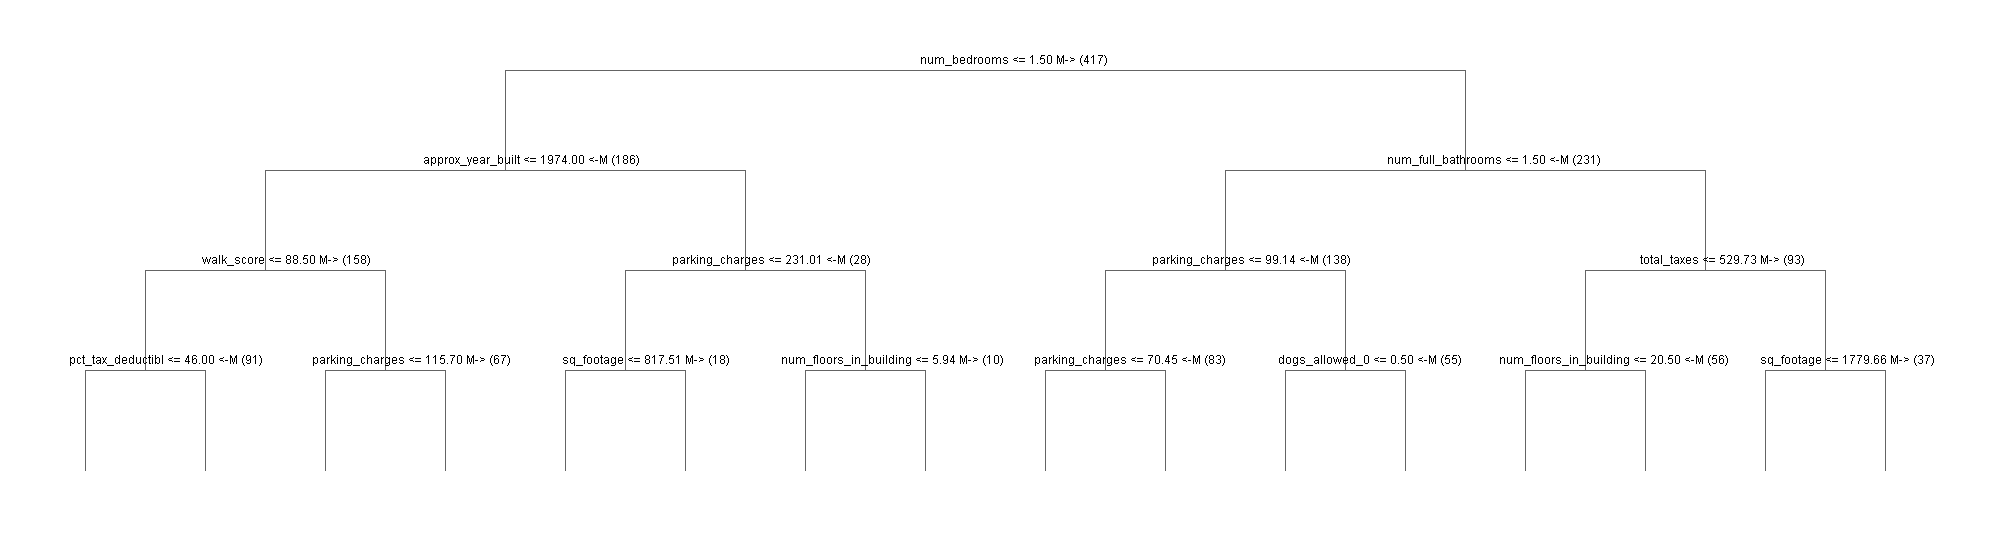 num_bedrooms <= 1.50 M-> (417)
approx_year_built <= 1974.00 <-M (186)
num_full_bathrooms <= 1.50 <-M (231)
walk_score <= 88.50 M-> (158)
parking_charges <= 231.01 <-M (28)
parking_charges <= 99.14 <-M (138)
total_taxes <= 529.73 M-> (93)
pct_tax_deductibl <= 46.00 <-M (91)
parking_charges <= 115.70 M-> (67)
sq_footage <= 817.51 M-> (18)
num_floors_in_building <= 5.94 M-> (10)
parking_charges <= 70.45 <-M (83)
dogs_allowed_0 <= 0.50 <-M (55)
num_floors_in_building <= 20.50 <-M (56)
sq_footage <= 1779.66 M-> (37)